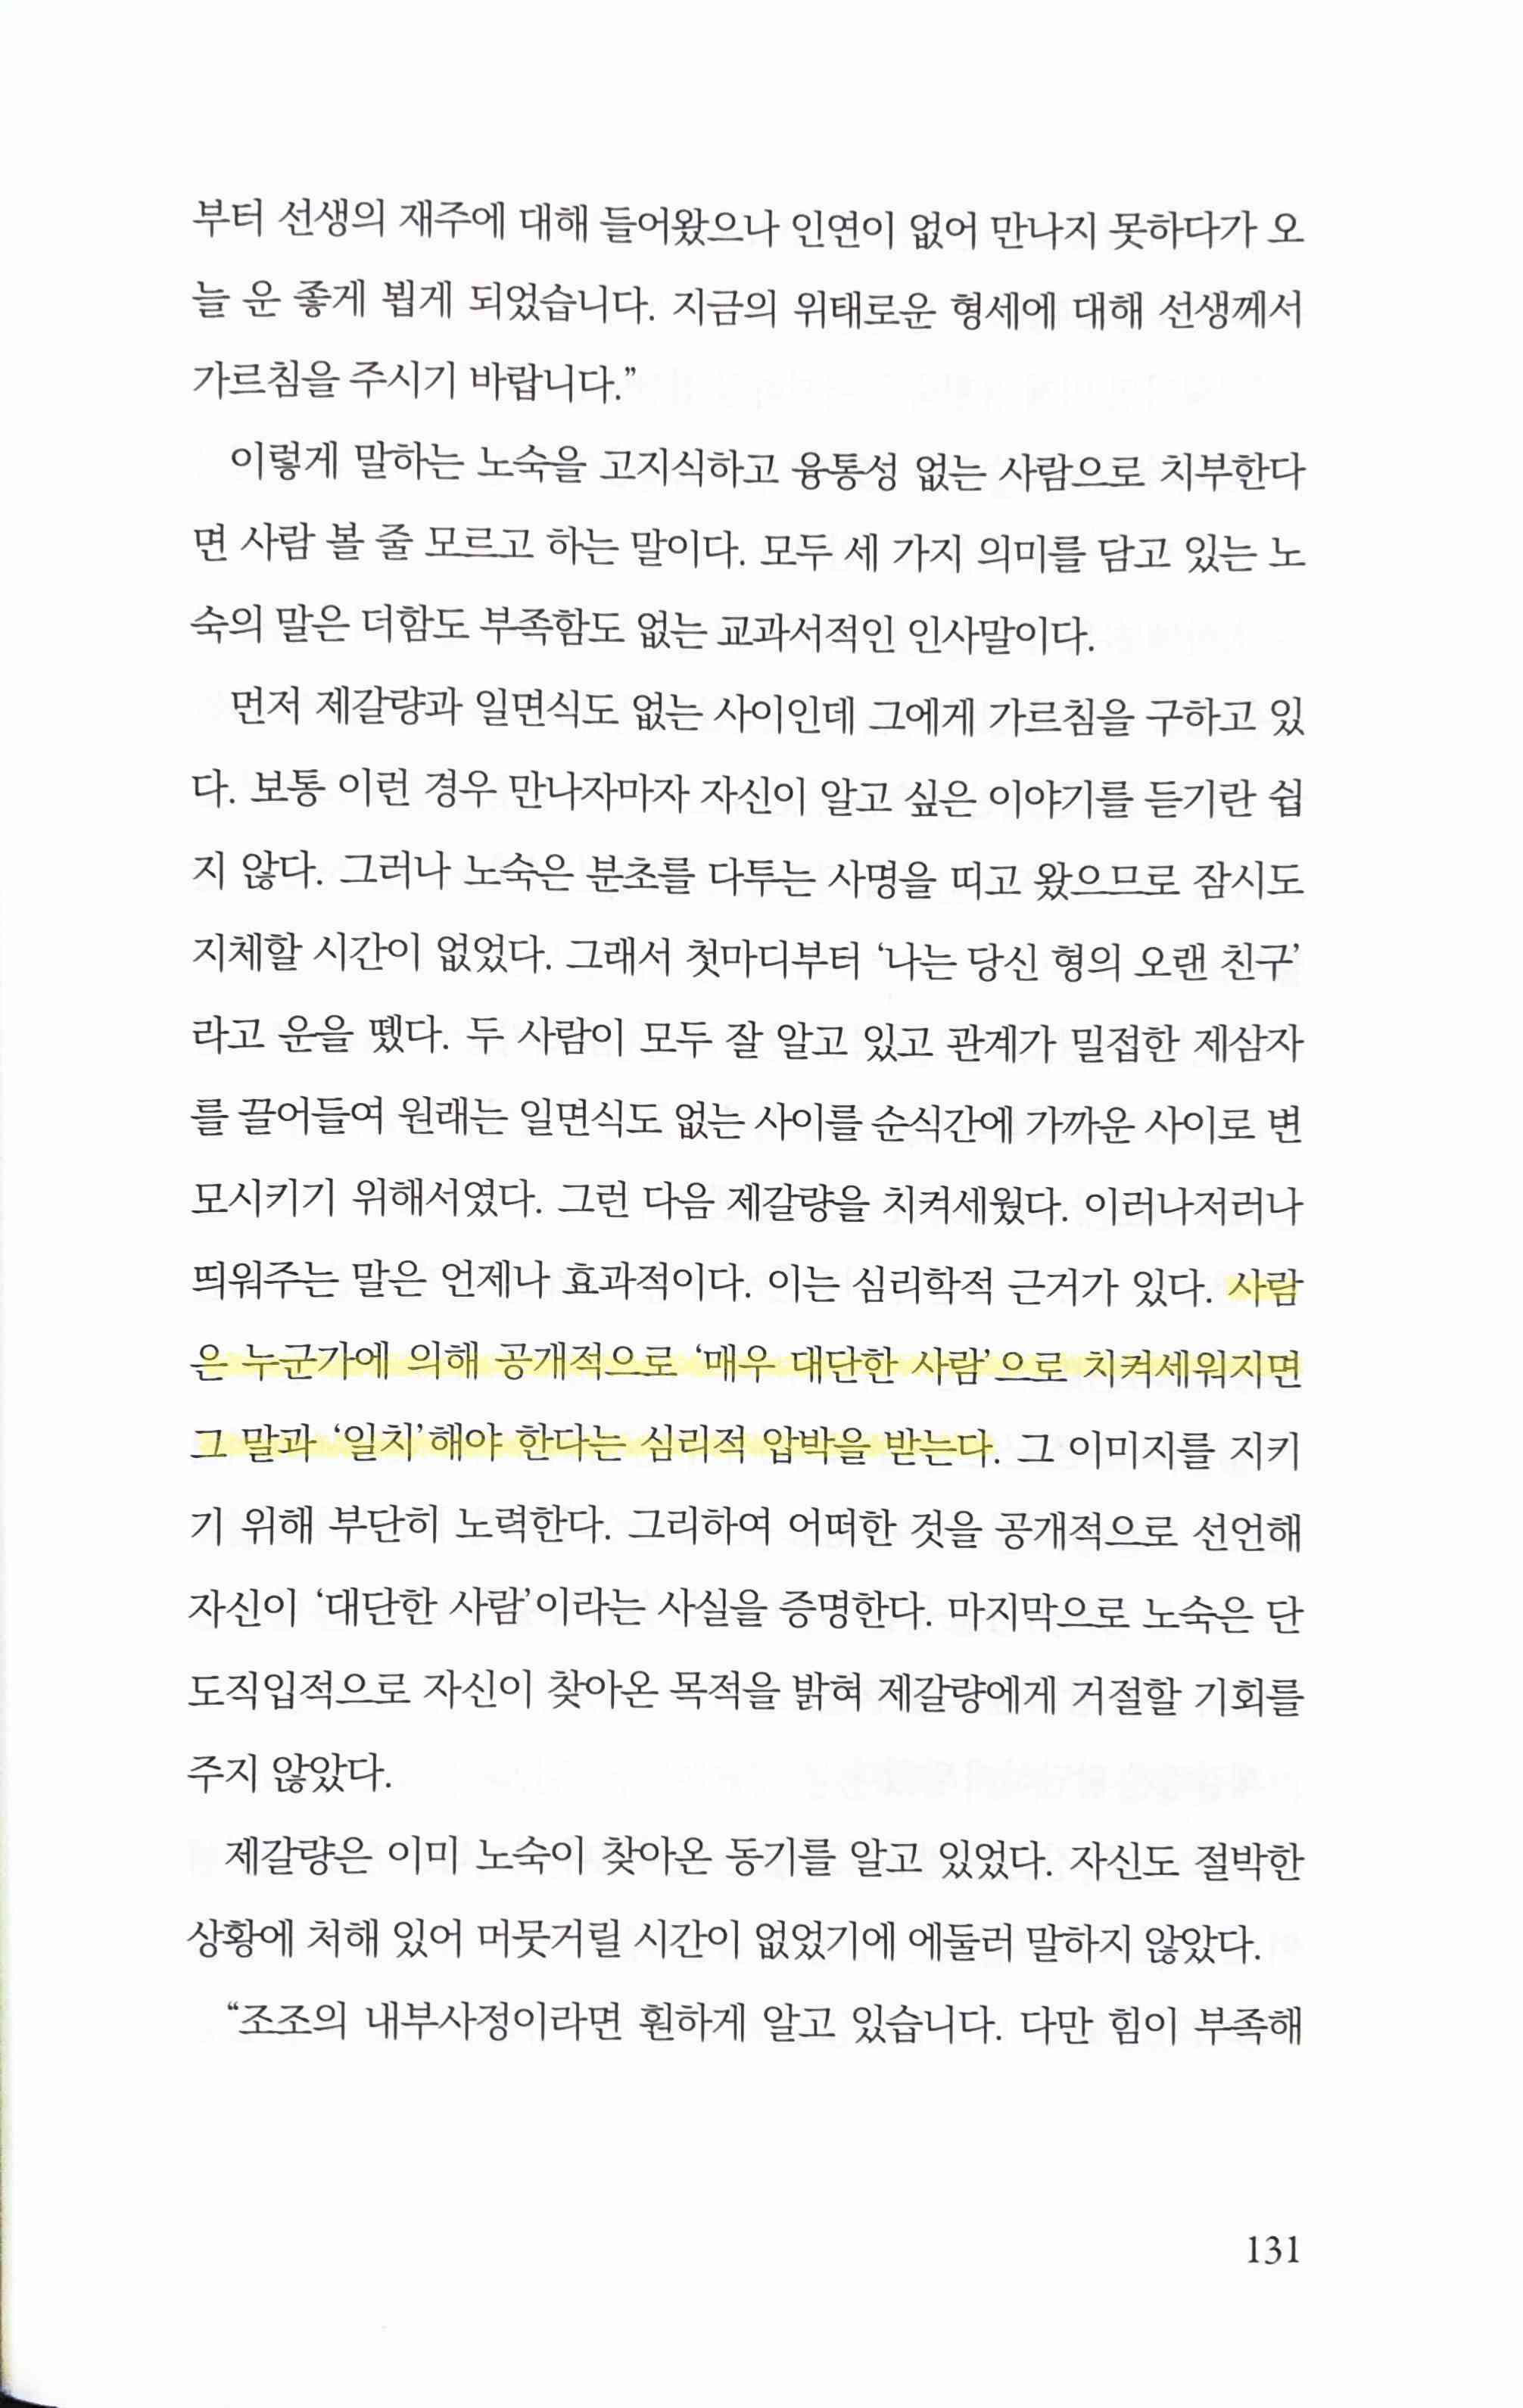 부터 선생의 재주에 대해 들어왔으나 인연이 없어 만나지 못하다가 오
늘 운 좋게 뵙게 되었습니다. 지금의 위태로운 형세에 대해 선생께서
가르침을 주시기 바랍니다.”
이렇게 말하는 노숙을 고지식하고 융통성 없는 사람으로 치부한다
면 사람 볼 줄 모르고 하는 말이다. 모두 세 가지 의미를 담고 있는 노
숙의 말은 더함도 부족함도 없는 교과서적인 인사말이다.
먼저 제갈량과 일면식도 없는 사이인데 그에게 가르침을 구하고 있
다. 보통 이런 경우 만나자마자 자신이 알고 싶은 이야기를 듣기란 쉽
지 않다. 그러나 노숙은 분초를 다투는 사명을 띠고 왔으므로 잠시도
지체할 시간이 없었다. 그래서 첫마디부터 ‘나는 당신 형의 오랜 친구’
라고 운을 뗐다. 두 사람이 모두 잘 알고 있고 관계가 밀접한 제삼자
를 끌어들여 원래는 일면식도 없는 사이를 순식간에 가까운 사이로 변
모시키기 위해서였다. 그런 다음 제갈량을 치켜세웠다. 이러나저러나
띄워주는 말은 언제나 효과적이다. 이는 심리학적 근거가 있다. 사람
은 누군가에 의해 공개적으로 ‘매우 대단한 사람’으로 치켜세워지면
그 말과 ‘일치’해야 한다는 심리적 압박을 받는다. 그 이미지를 지키
기 위해 부단히 노력한다. 그리하여 어떠한 것을 공개적으로 선언해
자신이 ‘대단한 사람’이라는 사실을 증명한다. 마지막으로 노숙은 단
도직입적으로 자신이 찾아온 목적을 밝혀 제갈량에게 거절할 기회를
주지 않았다.
제갈량은 이미 노숙이 찾아온 동기를 알고 있었다. 자신도 절박한
상황에 처해 있어 머뭇거릴 시간이 없었기에 에둘러 말하지 않았다.
“조조의 내부사정이라면 훤하게 알고 있습니다. 다만 힘이 부족해
131